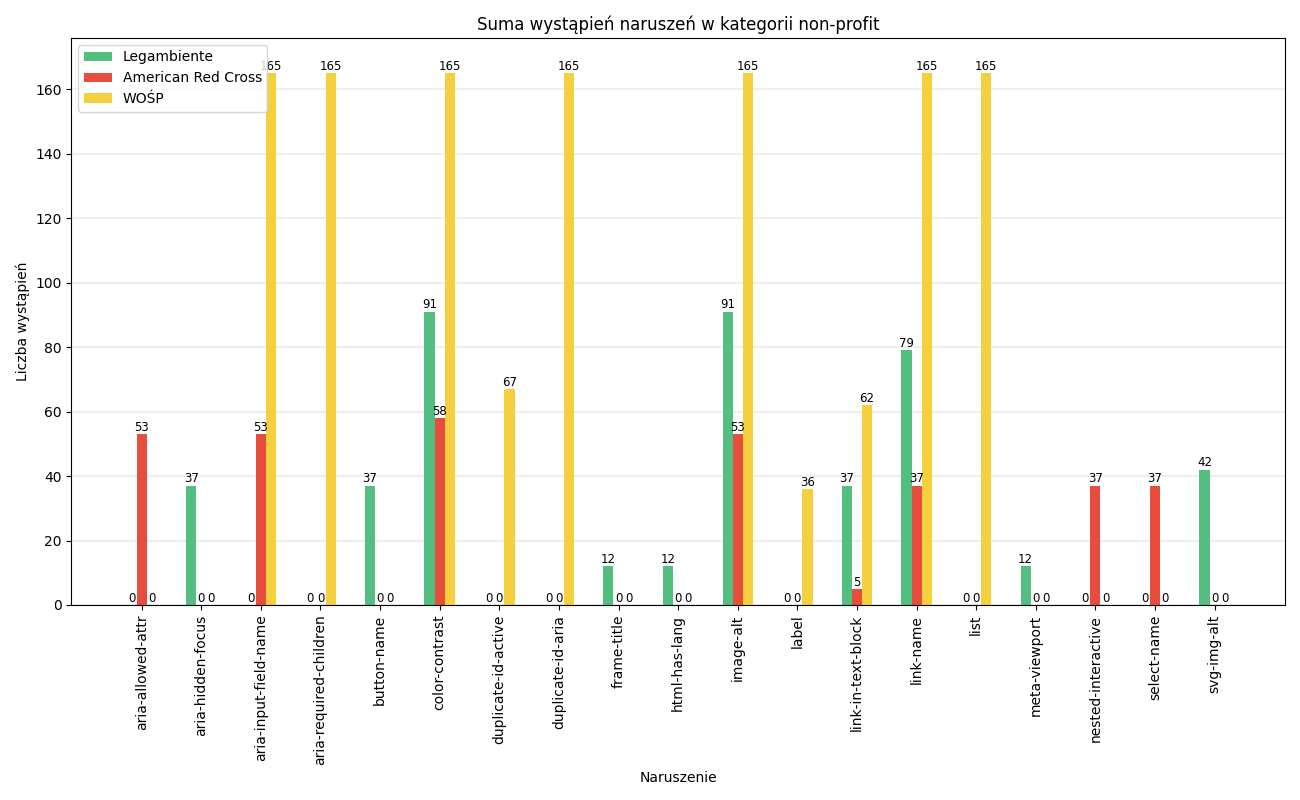 Suma wystąpień naruszeń w kategorii non-profit
Legambiente
American Red Cross
WOŚP
Liczba wystąpień
160
140
120
100
80
60
40
20
0
0 53 0
37 0 0
0 53 165
0 0 165
37 0 0
91 58 165
0 0 67
0 0 165
12 0 0
12 0 0
91 53 165
0 0 36
37 5 62
79 37 165
0 0 165
12 0 0
0 37 0
0 37 0
42 0 0
aria-allowed-attr
aria-hidden-focus
aria-input-field-name
aria-required-children
button-name
color-contrast
duplicate-id-active
duplicate-id-aria
frame-title
html-has-lang
image-alt
label
link-in-text-block
link-name
list
meta-viewport
nested-interactive
select-name
svg-img-alt
Naruszenie